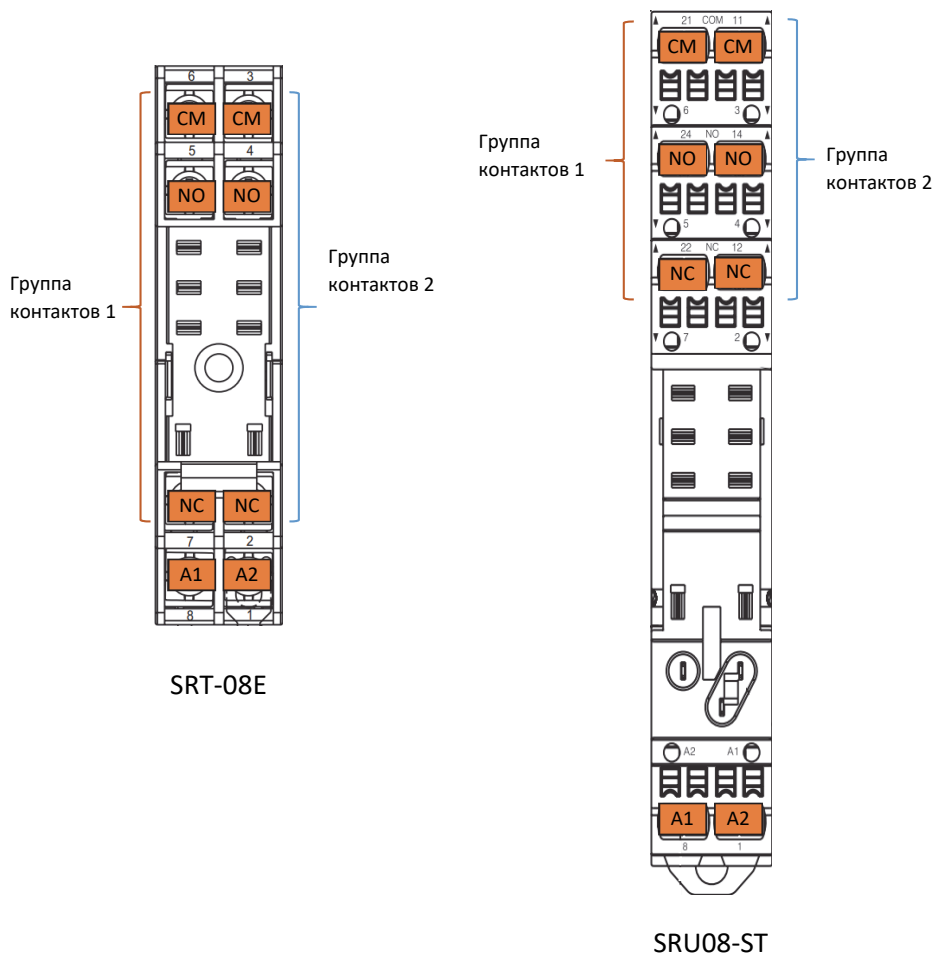 6 3
CM CM
5 4
NO NO
Группа
контактов 1
Группа
контактов 2
NC NC
7 2
A1 A2
8 1
SRT-08E
21 COM 11
CM CM
6 3
24 NO 14
NO NO
5 4
22 NC 12
NC NC
7 2
Группа
контактов 1
Группа
контактов 2
A2 A1
A1 A2
8 1
SRU08-ST